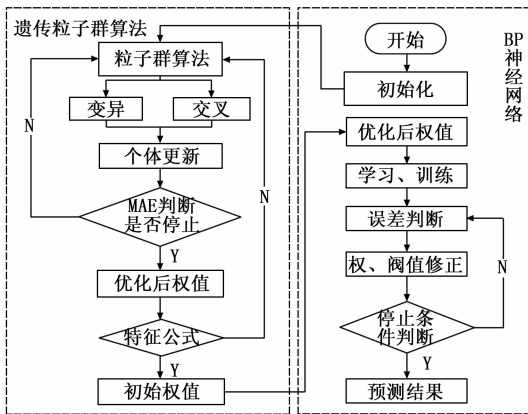 遗传粒子群算法
粒子群算法
变异
交叉
N
个体更新
MAE判断
是否停止
N
Y
优化后权值
特征公式
Y
初始权值
开始
BP
神
经
网
络
初始化
优化后权值
学习、训练
误差判断
N
权、阀值修正
停止条
件判断
Y
预测结果